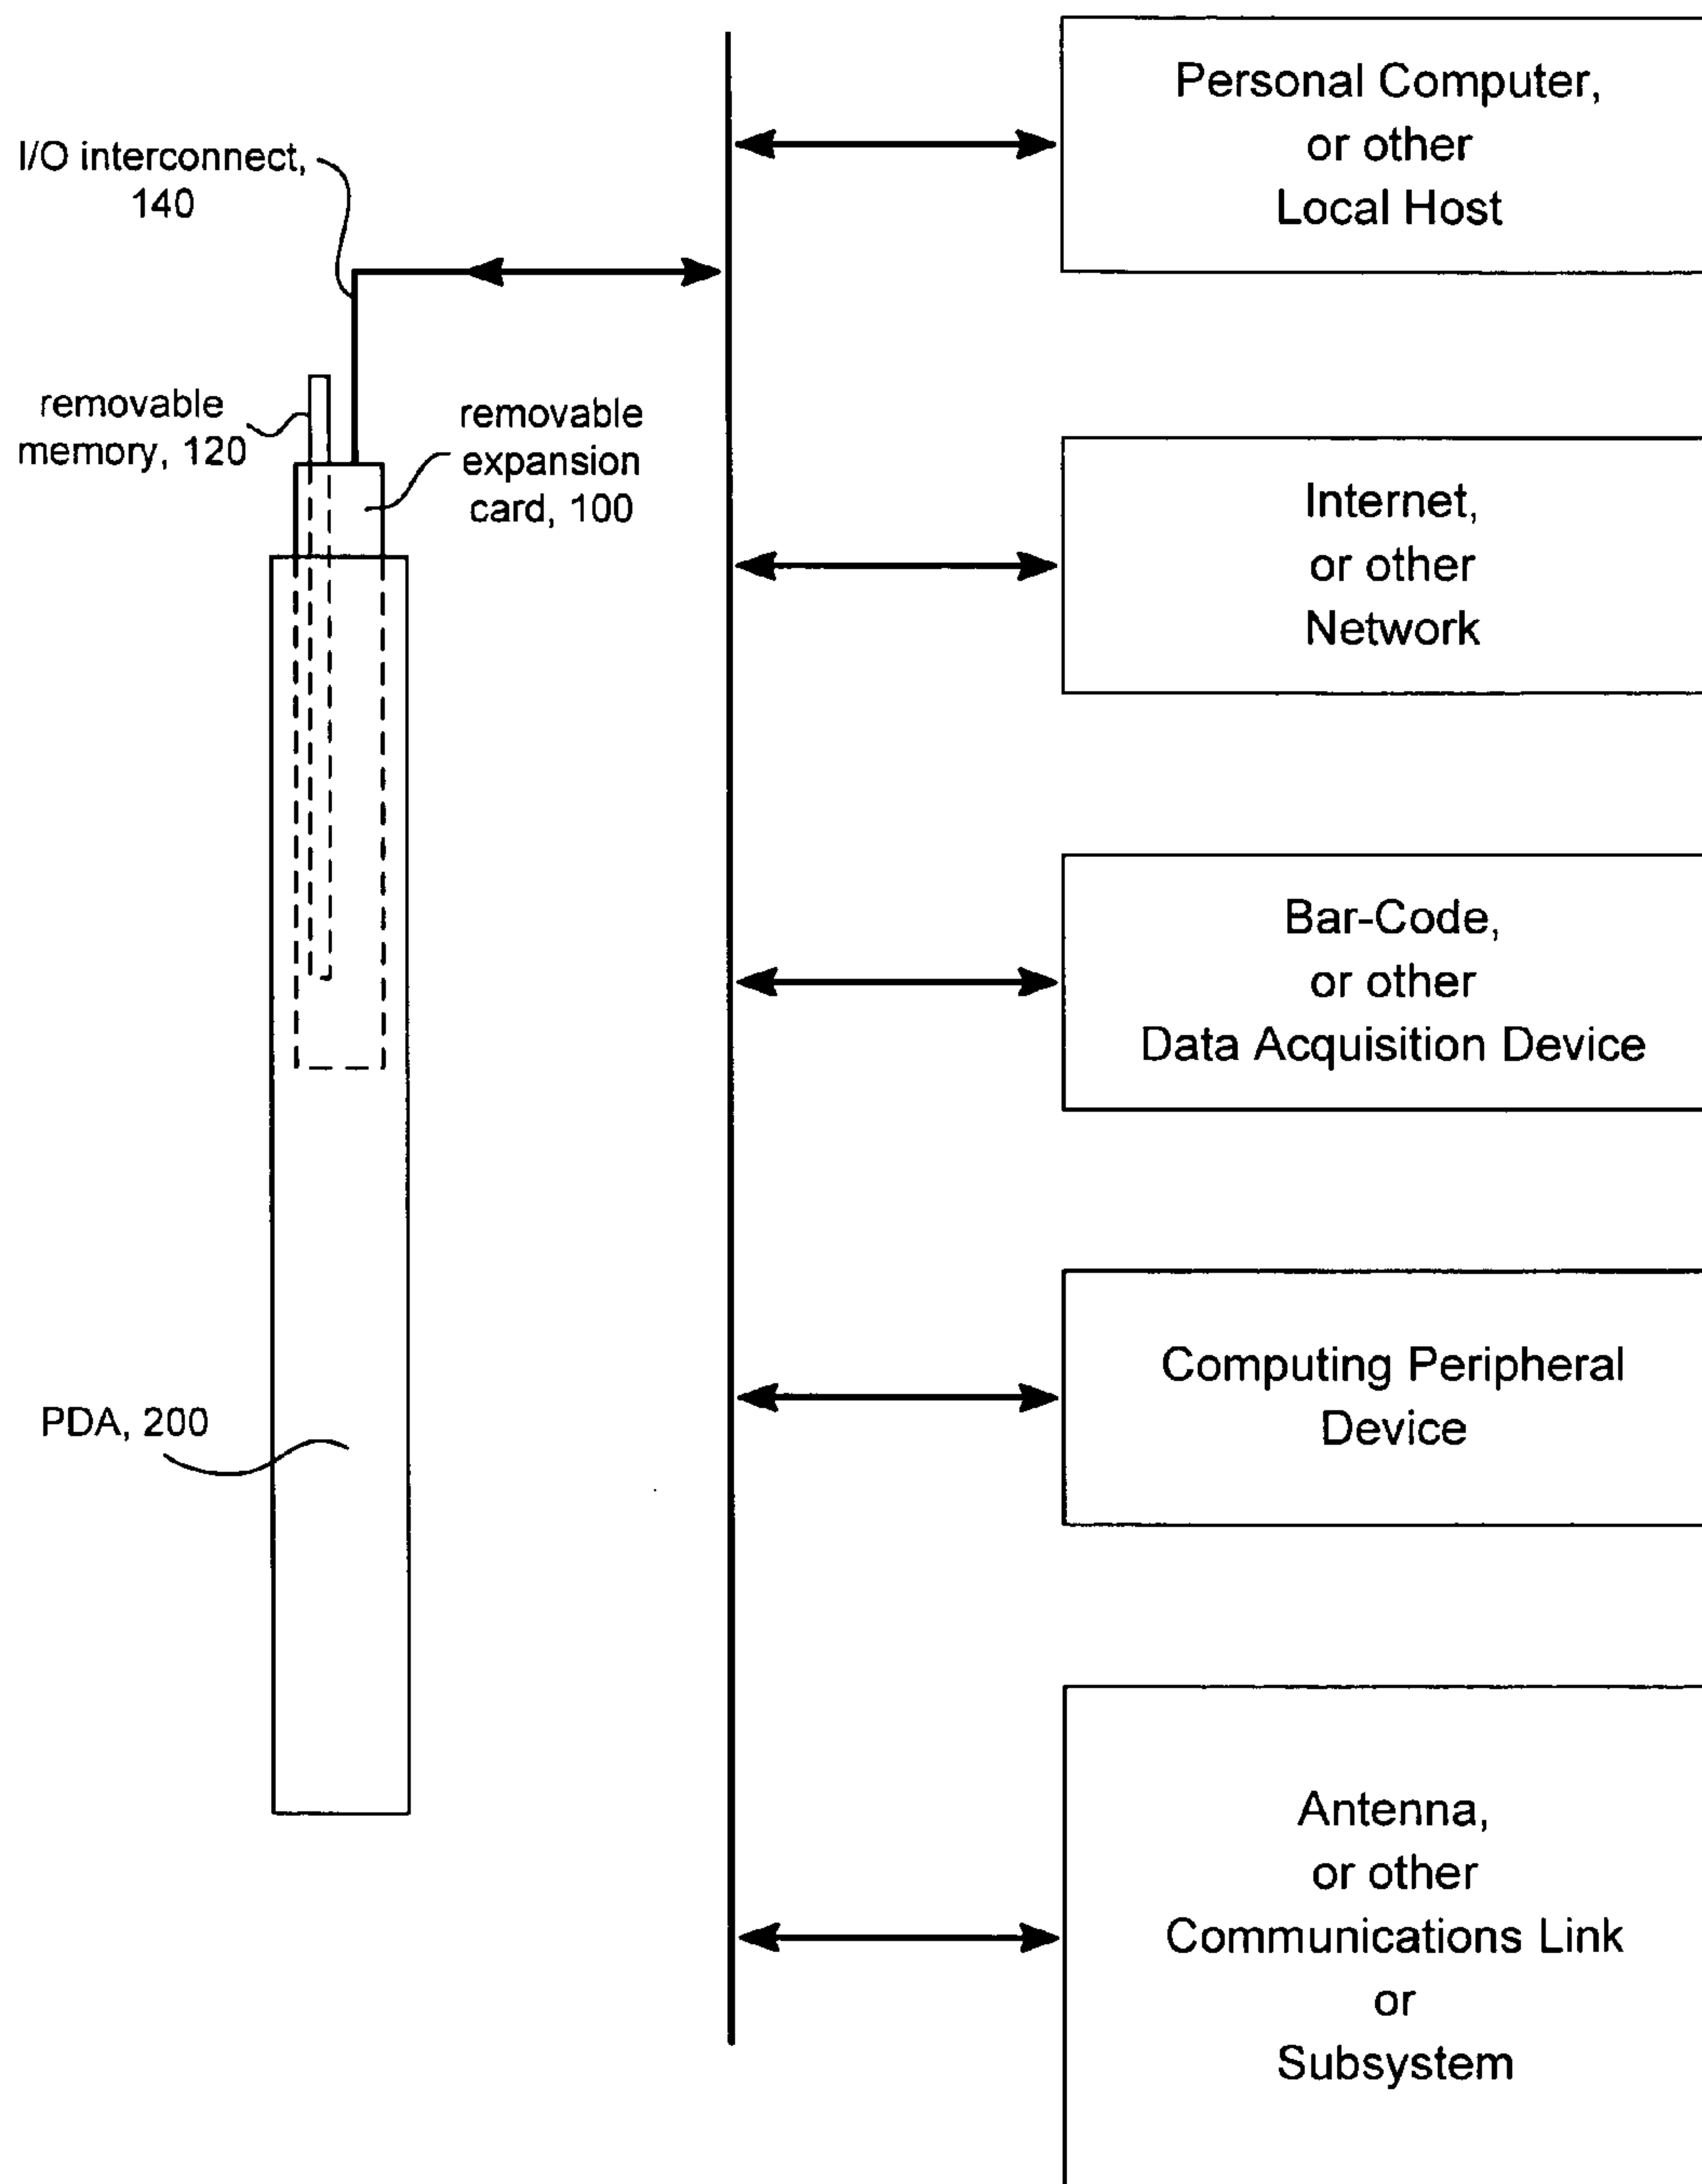 I/O interconnect,
140
removable
memory, 120
removable
expansion
card, 100
PDA, 200
Personal Computer,
or other
Local Host
Internet,
or other
Network
Bar-Code,
or other
Data Acquisition Device
Computing Peripheral
Device
Antenna,
or other
Communications Link
or
Subsystem